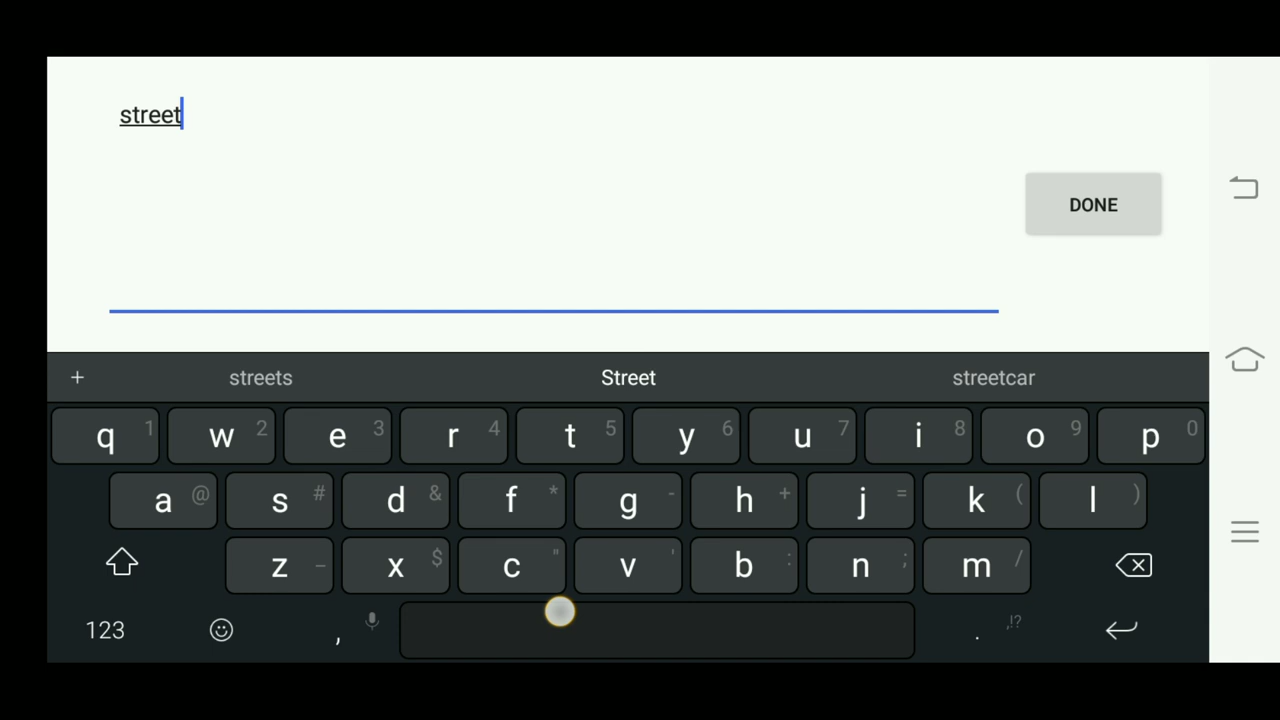 street
DONE
+ streets Street streetcar
q 1 w 2 e 3 r 4 t 5 y 6 u 7 i 8 o 9 p 0
a @ s # d & f * g - h + j = k ( l )
z _ x $ c " v ' b : n ; m /
123 , . ,!?